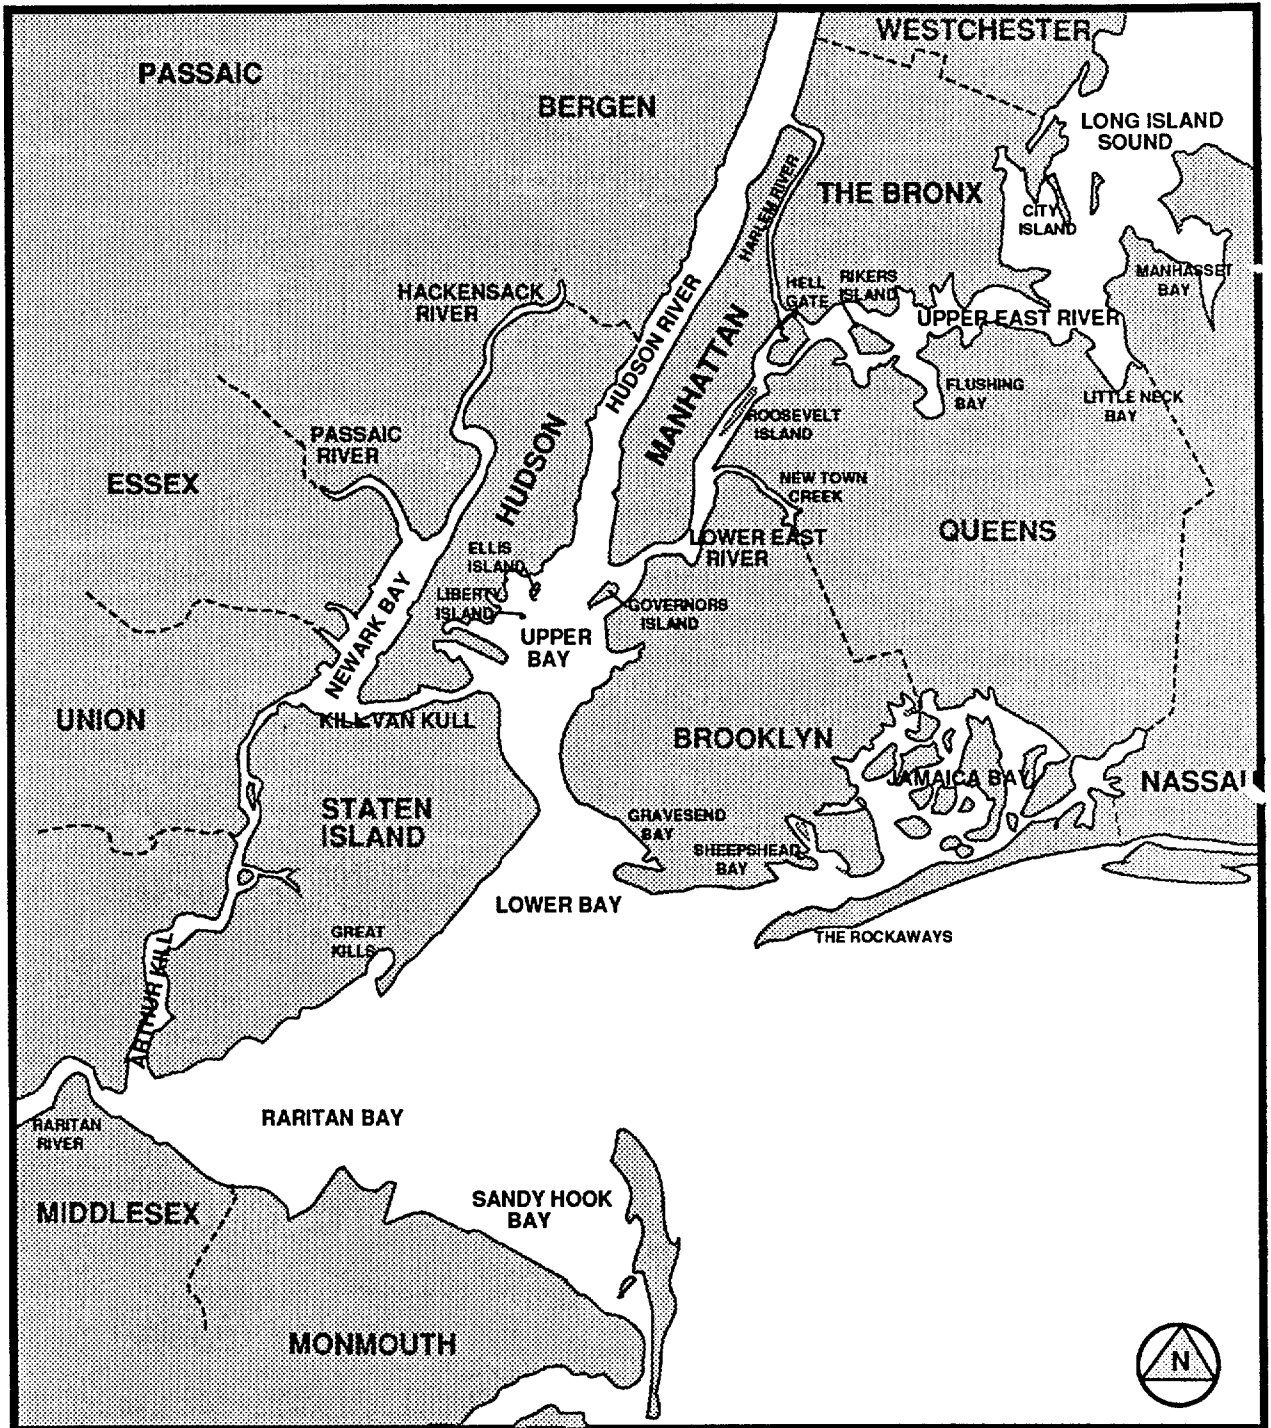 WESTCHESTER
PASSAIC
BERGEN
LONG ISLAND
SOUND
HARLEM RIVER
THE BRONX
CITY
ISLAND
MANHASSET
BAY
HACKENSACK
RIVER
HELL
GATE
RIKERS
ISLAND
UPPER EAST RIVER
HUDSON RIVER
MANHATTAN
FLUSHING
BAY
LITTLE NECK
BAY
ROOSEVELT
ISLAND
PASSAIC
RIVER
HUDSON
ESSEX
NEW TOWN
CREEK
QUEENS
LOWER EAST
RIVER
ELLIS
ISLAND
LIBERTY
ISLAND
GOVERNORS
ISLAND
NEWARK BAY
UPPER
BAY
UNION
KILL VAN KULL
BROOKLYN
JAMAICA BAY
NASSAU
STATEN
ISLAND
GRAVESEND
BAY
SHEEPSHEAD
BAY
LOWER BAY
GREAT
KILLS
THE ROCKAWAYS
ARTHUR KILL
RARITAN BAY
RARITAN
RIVER
SANDY HOOK
BAY
MIDDLESEX
MONMOUTH
N